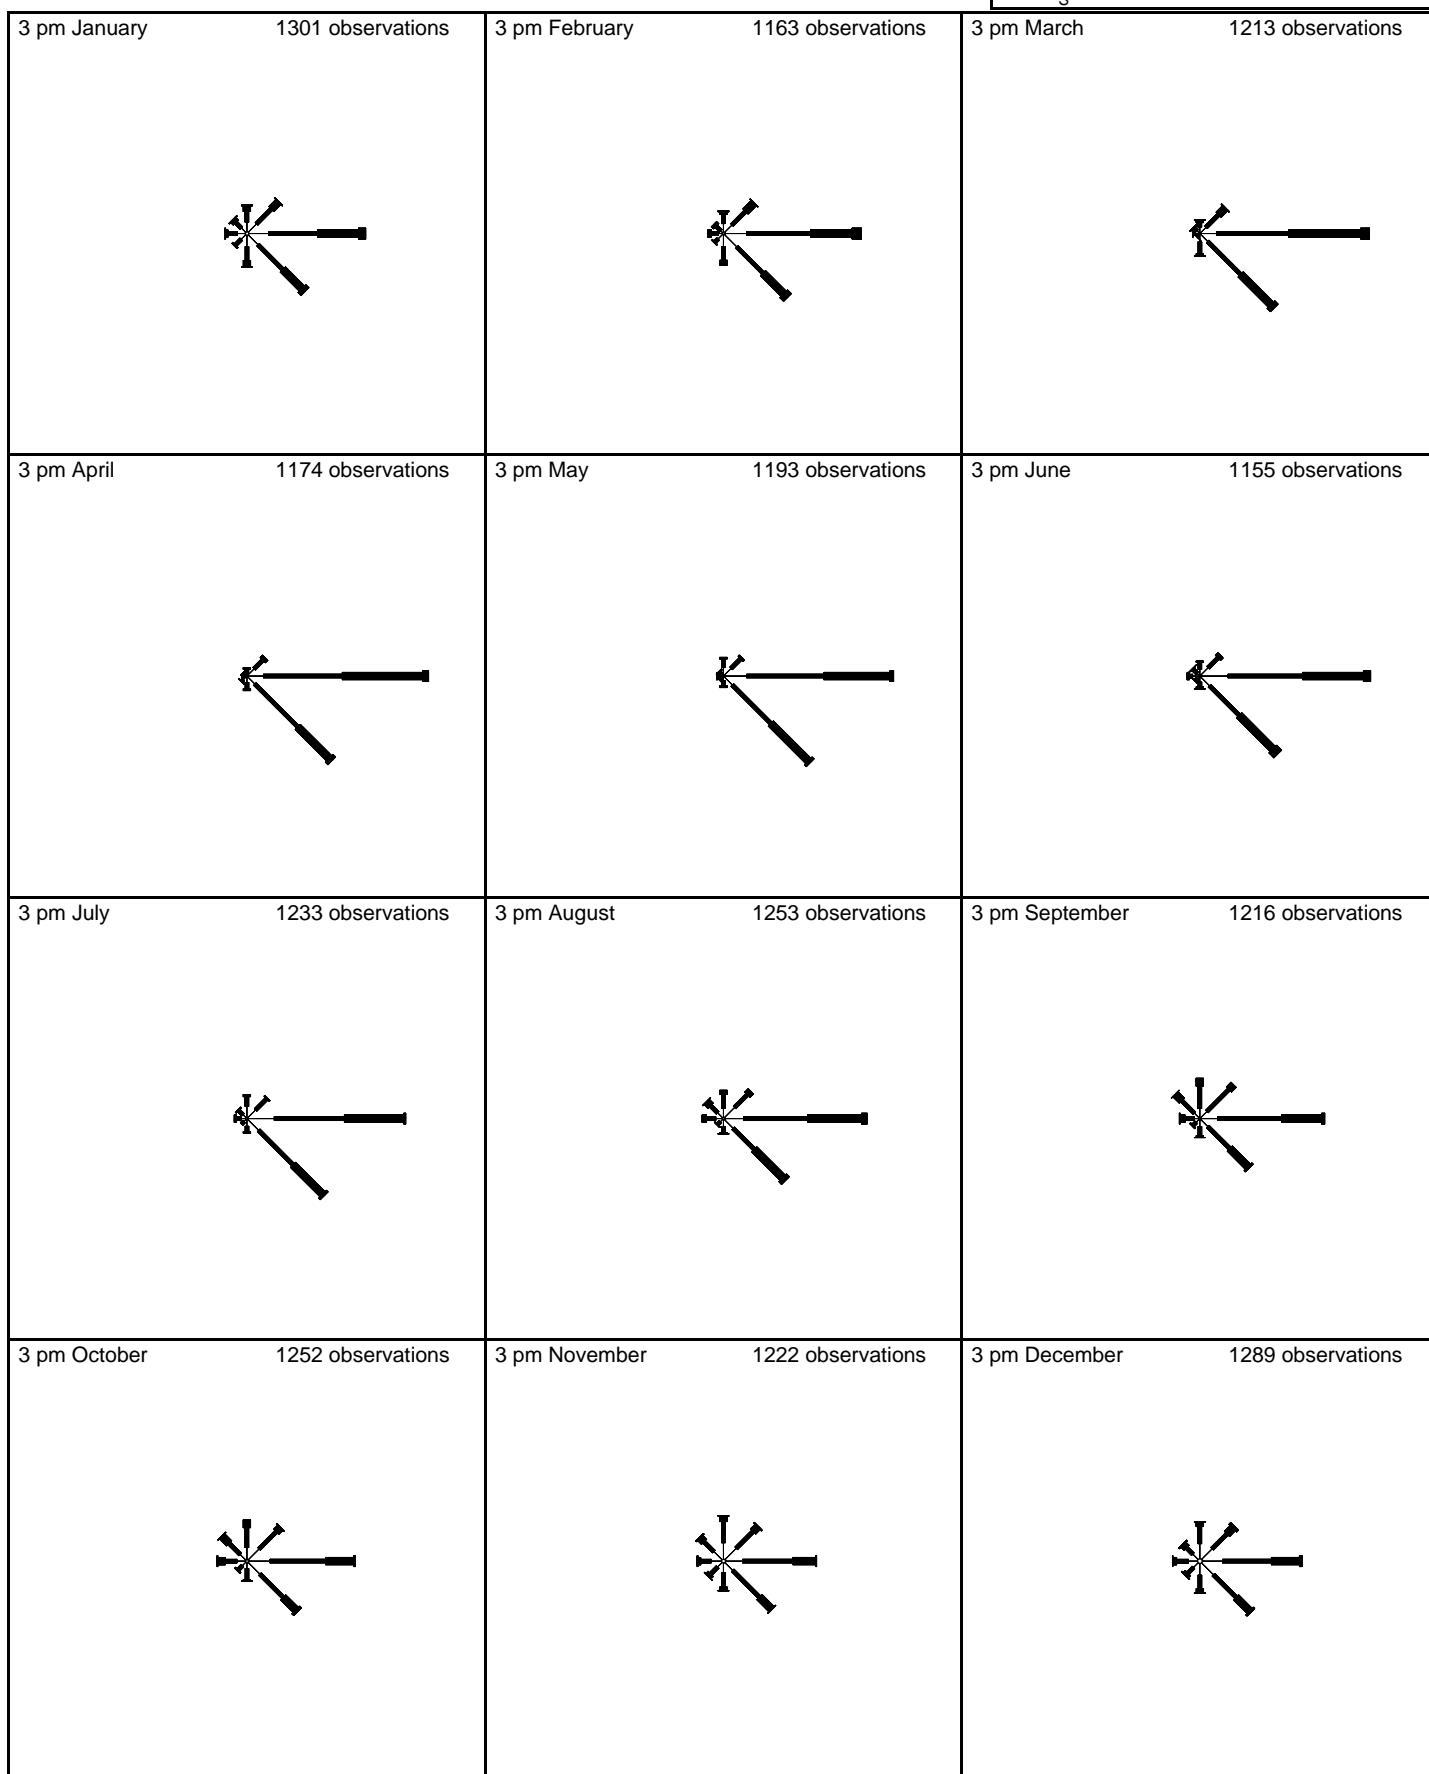 S
3 pm January 1301 observations
3 pm February 1163 observations
3 pm March 1213 observations
3 pm April 1174 observations
3 pm May 1193 observations
3 pm June 1155 observations
3 pm July 1233 observations
3 pm August 1253 observations
3 pm September 1216 observations
3 pm October 1252 observations
3 pm November 1222 observations
3 pm December 1289 observations